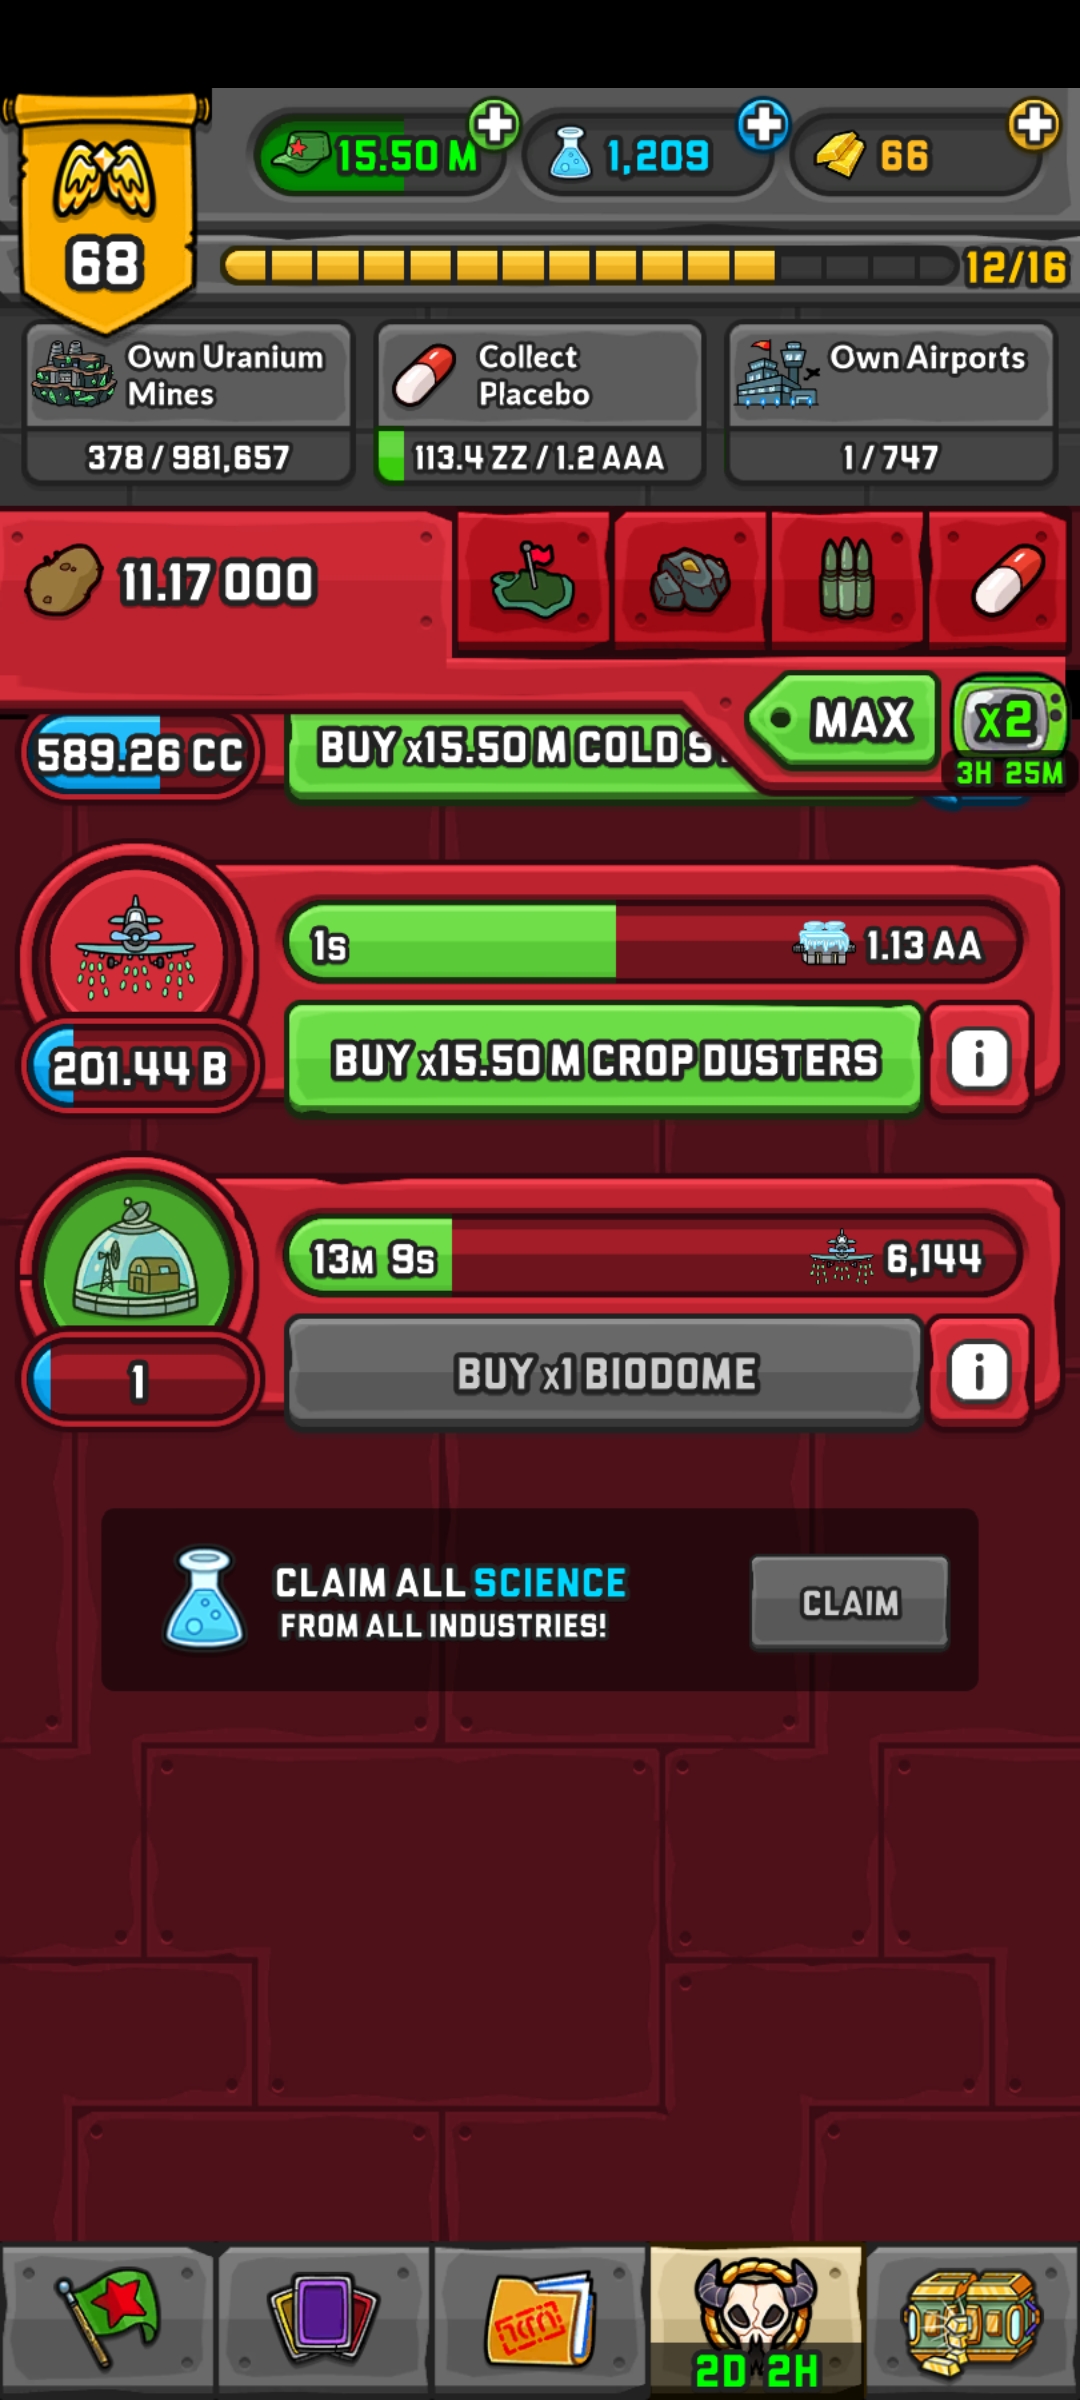 15.50 M
1,209
66
68
12/16
Own Uranium
Mines
378 / 981,657
Collect
Placebo
113.4 ZZ / 1.2 AAA
Own Airports
1 / 747
11.17 OOO
MAX
x2
3H 25M
589.26 CC
BUY x15.50 M COLD S
1s
1.13 AA
201.44 B
BUY x15.50 M CROP DUSTERS
i
13M 9s
6,144
1
BUY x1 BIODOME
i
CLAIM ALL SCIENCE
FROM ALL INDUSTRIES!
CLAIM
2D 2H